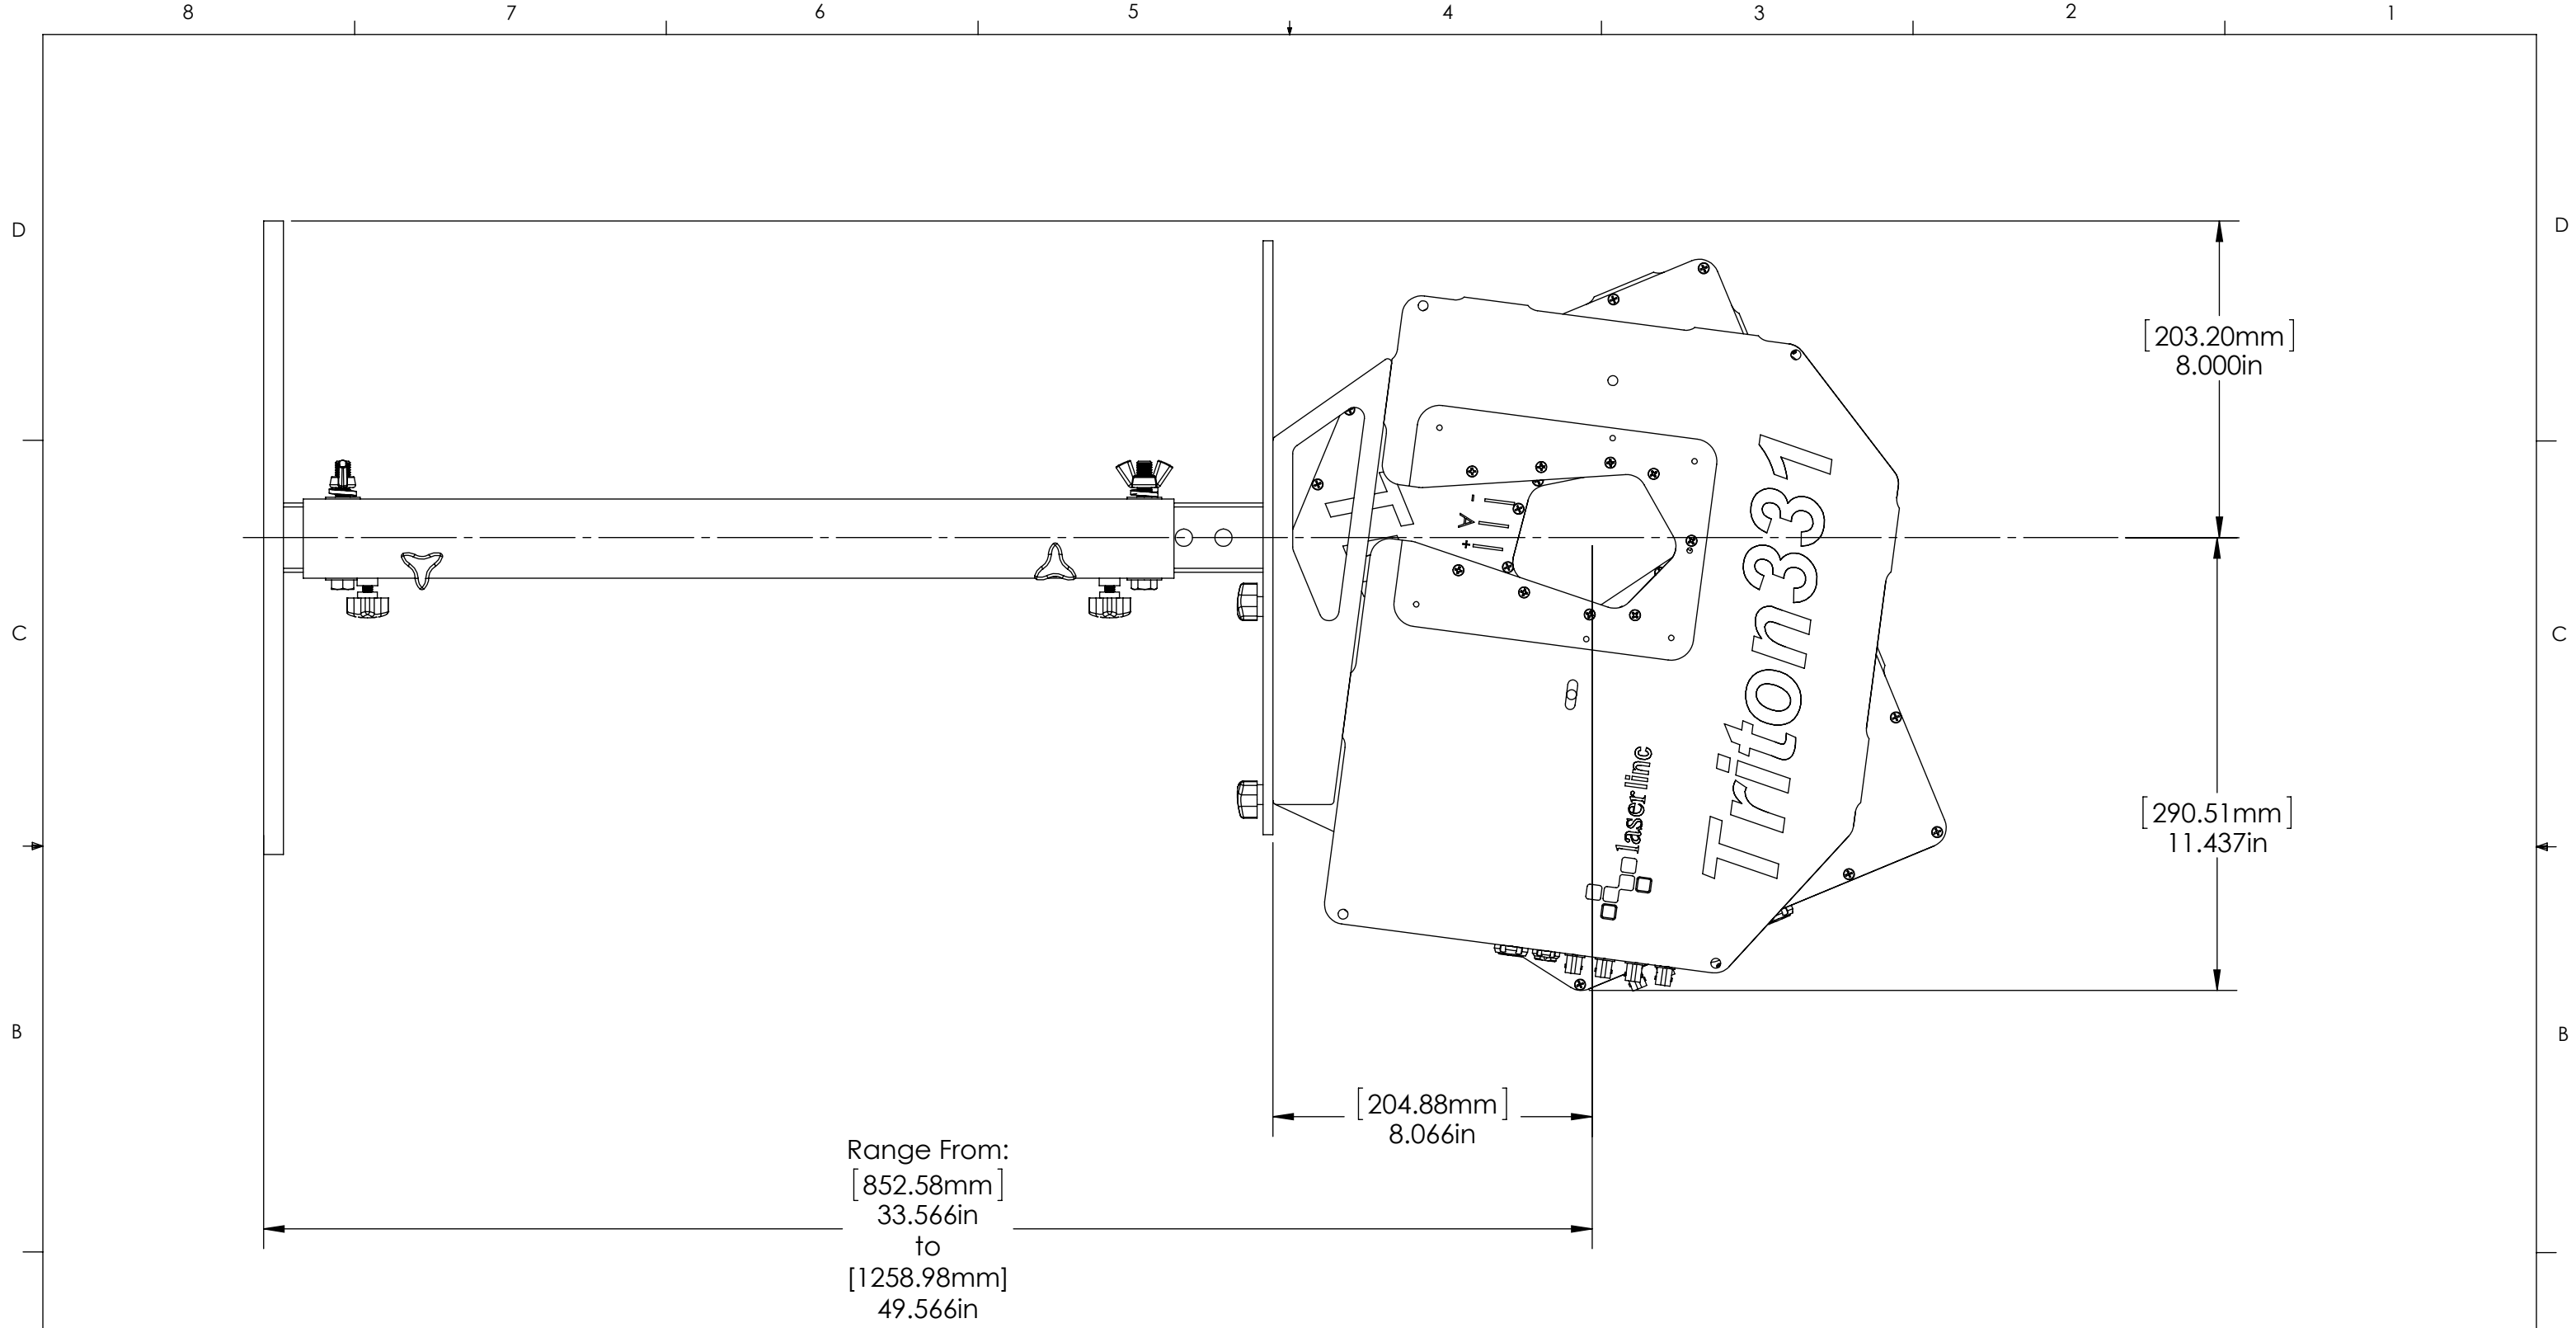 8 7 6 5 4 3 2 1
D D
[203.20mm]
8.000in
-
A
+
Triton331
C C
laserlinc
[290.51mm]
11.437in
B B
[204.88mm]
8.066in
Range From:
[852.58mm]
33.566in
to
[1258.98mm]
49.566in